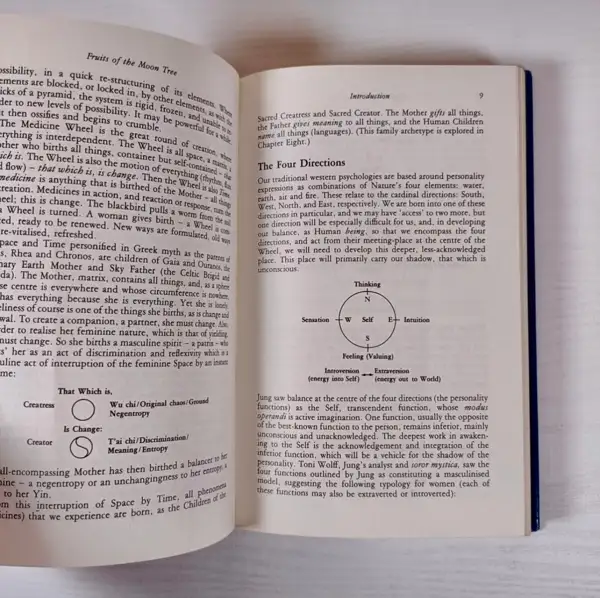 Fruits of the Moon Tree
possibility, in a quick re-structuring of its elements. When
elements are blocked, or locked in, by other elements, as with the
bricks of a pyramid, the system is rigid, frozen, and unable to
order to new levels of possibility. It may be powerful for a while,
but then ossifies and begins to crumble.
The Medicine Wheel is the great round of creation, where
everything is interdependent. The Wheel is all space, a matrix, a
mother who births all things, container but self-contained – that
which is. The Wheel is also the motion of everything (rhythm,
flow) – that which is, is change. Then the Wheel is also Time.
medicine is anything that is birthed of the Mother – all things
creation. Medicines in action, and reaction or response, turn the
wheel; this is change. The blackbird pulls a worm from the soil
a Wheel is turned. A woman gives birth – a Wheel is
ready to be renewed. New ways are formulated, old ways
re-vitalised, refreshed.
Space and Time personified in Greek myth as the parents of
Rhea and Chronos, are children of Gaia and Ouranos, the
Earth Mother and Sky Father (the Celtic Brigid and
The Mother, matrix, contains all things, and, as a sphere
whose centre is everywhere and whose circumference is nowhere,
has everything because she is everything. Yet she is lonely.
loneliness of course is one of the things she births, as is change and
To create a companion, a partner, she must change. Also,
order to realise her feminine nature, which is that of yielding,
must change. So she births a masculine spirit – a patrix – who
her as an act of discrimination and reflexivity which is a
masculine act of interruption of the feminine Space by an instant
time:
That Which is,
Creatress Wu chi/Original chaos/Ground
Negentropy
Is Change:
Creator T'ai chi/Discrimination/
Meaning/Entropy
all-encompassing Mother has then birthed a balancer to her
– a negentropy or an unchangingness to her entropy, a
to her Yin.
From this interruption of Space by Time, all phenomena
(medicines) that we experience are born, as the Children of the
Introduction 9
Sacred Creatress and Sacred Creator. The Mother gifts all things,
the Father gives meaning to all things, and the Human Children
name all things (languages). (This family archetype is explored in
Chapter Eight.)
The Four Directions
Our traditional western psychologies are based around personality
expressions as combinations of Nature's four elements: water,
earth, air and fire. These relate to the cardinal directions: South,
West, North, and East, respectively. We are born into one of these
directions in particular, and we may have 'access' to two more, but
one direction will be especially difficult for us, and, in developing
our balance, as Human being, so that we encompass the four
directions, and act from their meeting-place at the centre of the
Wheel, we will need to develop this deeper, less-acknowledged
place. This place will primarily carry our shadow, that which is
unconscious.
Thinking
N
Sensation W Self E Intuition
S
Feeling (Valuing)
Introversion Extraversion
(energy into Self) (energy out to World)
Jung saw balance at the centre of the four directions (the personality
functions) as the Self, transcendent function, whose modus
operandi is active imagination. One function, usually the opposite
of the best-known function to the person, remains inferior, mainly
unconscious and unacknowledged. The deepest work in awaken-
ing to the Self is the acknowledgement and integration of the
inferior function, which will be a vehicle for the shadow of the
personality. Toni Wolff, Jung's analyst and soror mystica, saw the
four functions outlined by Jung as constituting a masculinised
model, suggesting the following typology for women (each of
these functions may also be extraverted or introverted):